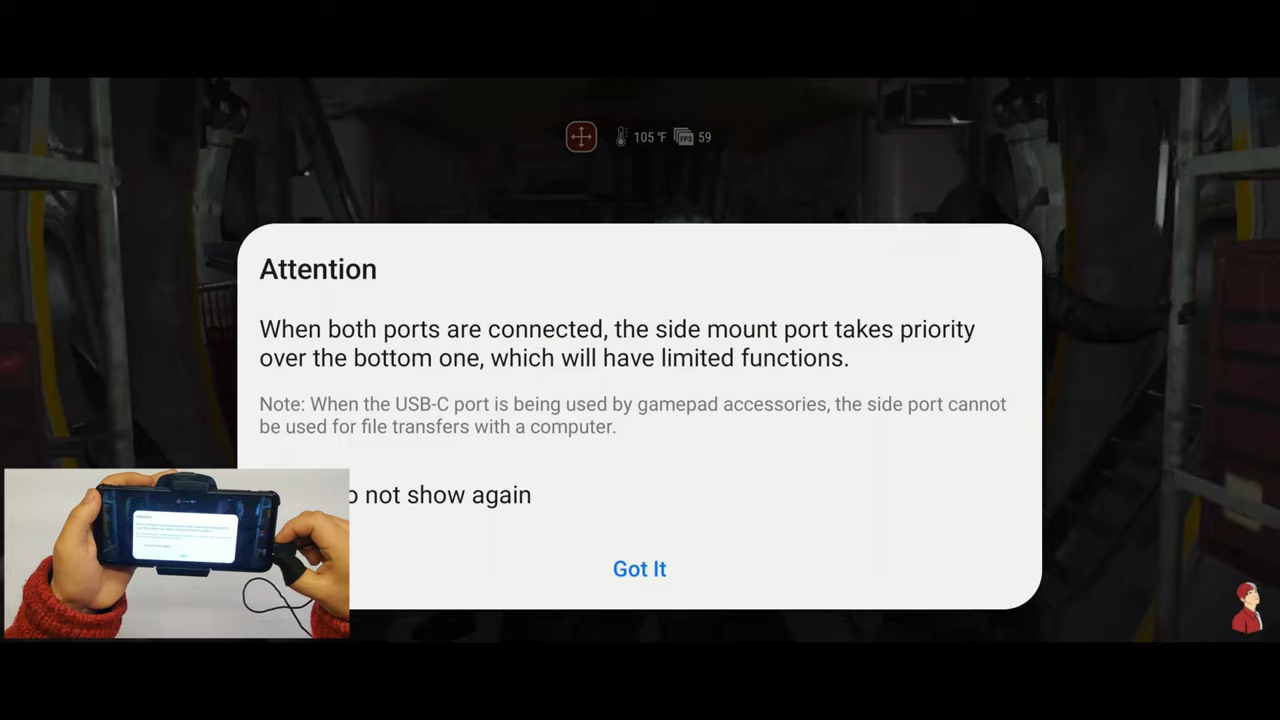 105 °F FPS 59
Attention
When both ports are connected, the side mount port takes priority
over the bottom one, which will have limited functions.
Note: When the USB-C port is being used by gamepad accessories, the side port cannot
be used for file transfers with a computer.
o not show again
Got It